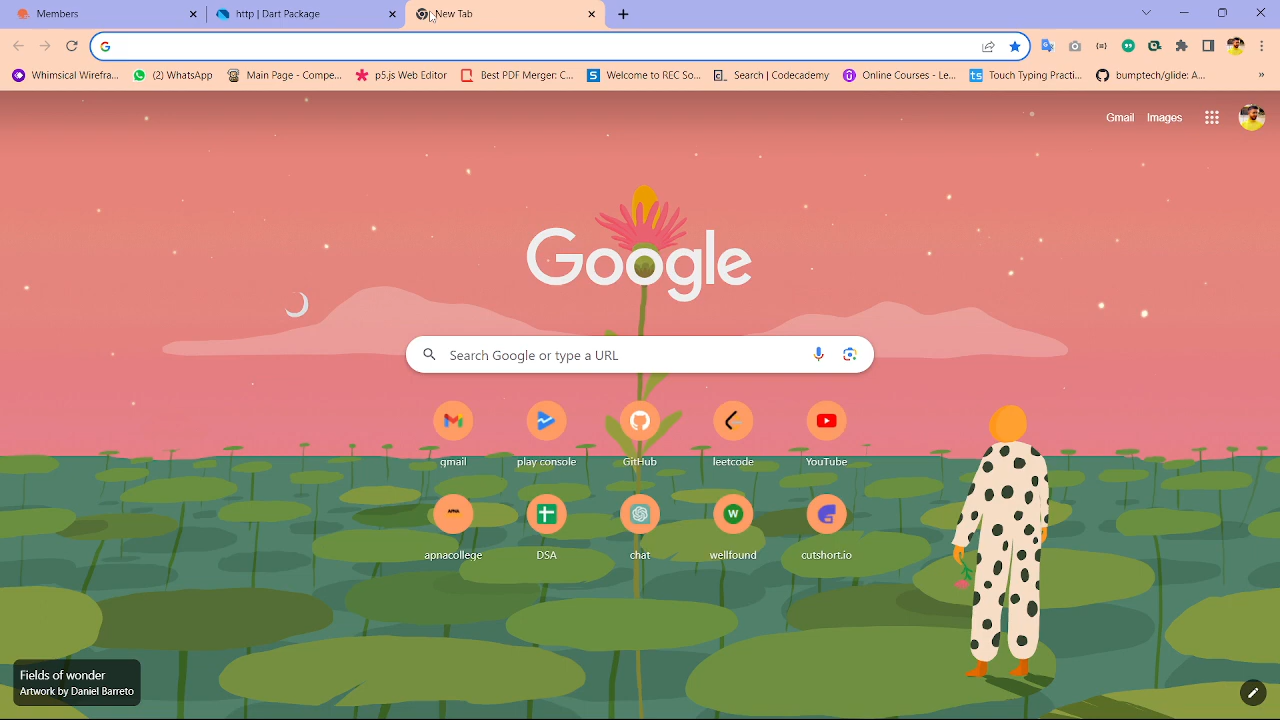 Members
http | Dart Package
New Tab
Whimsical Wirefra...
(2) WhatsApp
Main Page - Compe...
p5.js Web Editor
Best PDF Merger: C...
Welcome to REC So...
Search | Codecademy
Online Courses - Le...
Touch Typing Practi...
bumptech/glide: A...
»
Gmail
Images
Google
Search Google or type a URL
gmail
play console
GitHub
leetcode
YouTube
APNA
apnacollege
DSA
chat
wellfound
cutshort.io
Fields of wonder
Artwork by Daniel Barreto